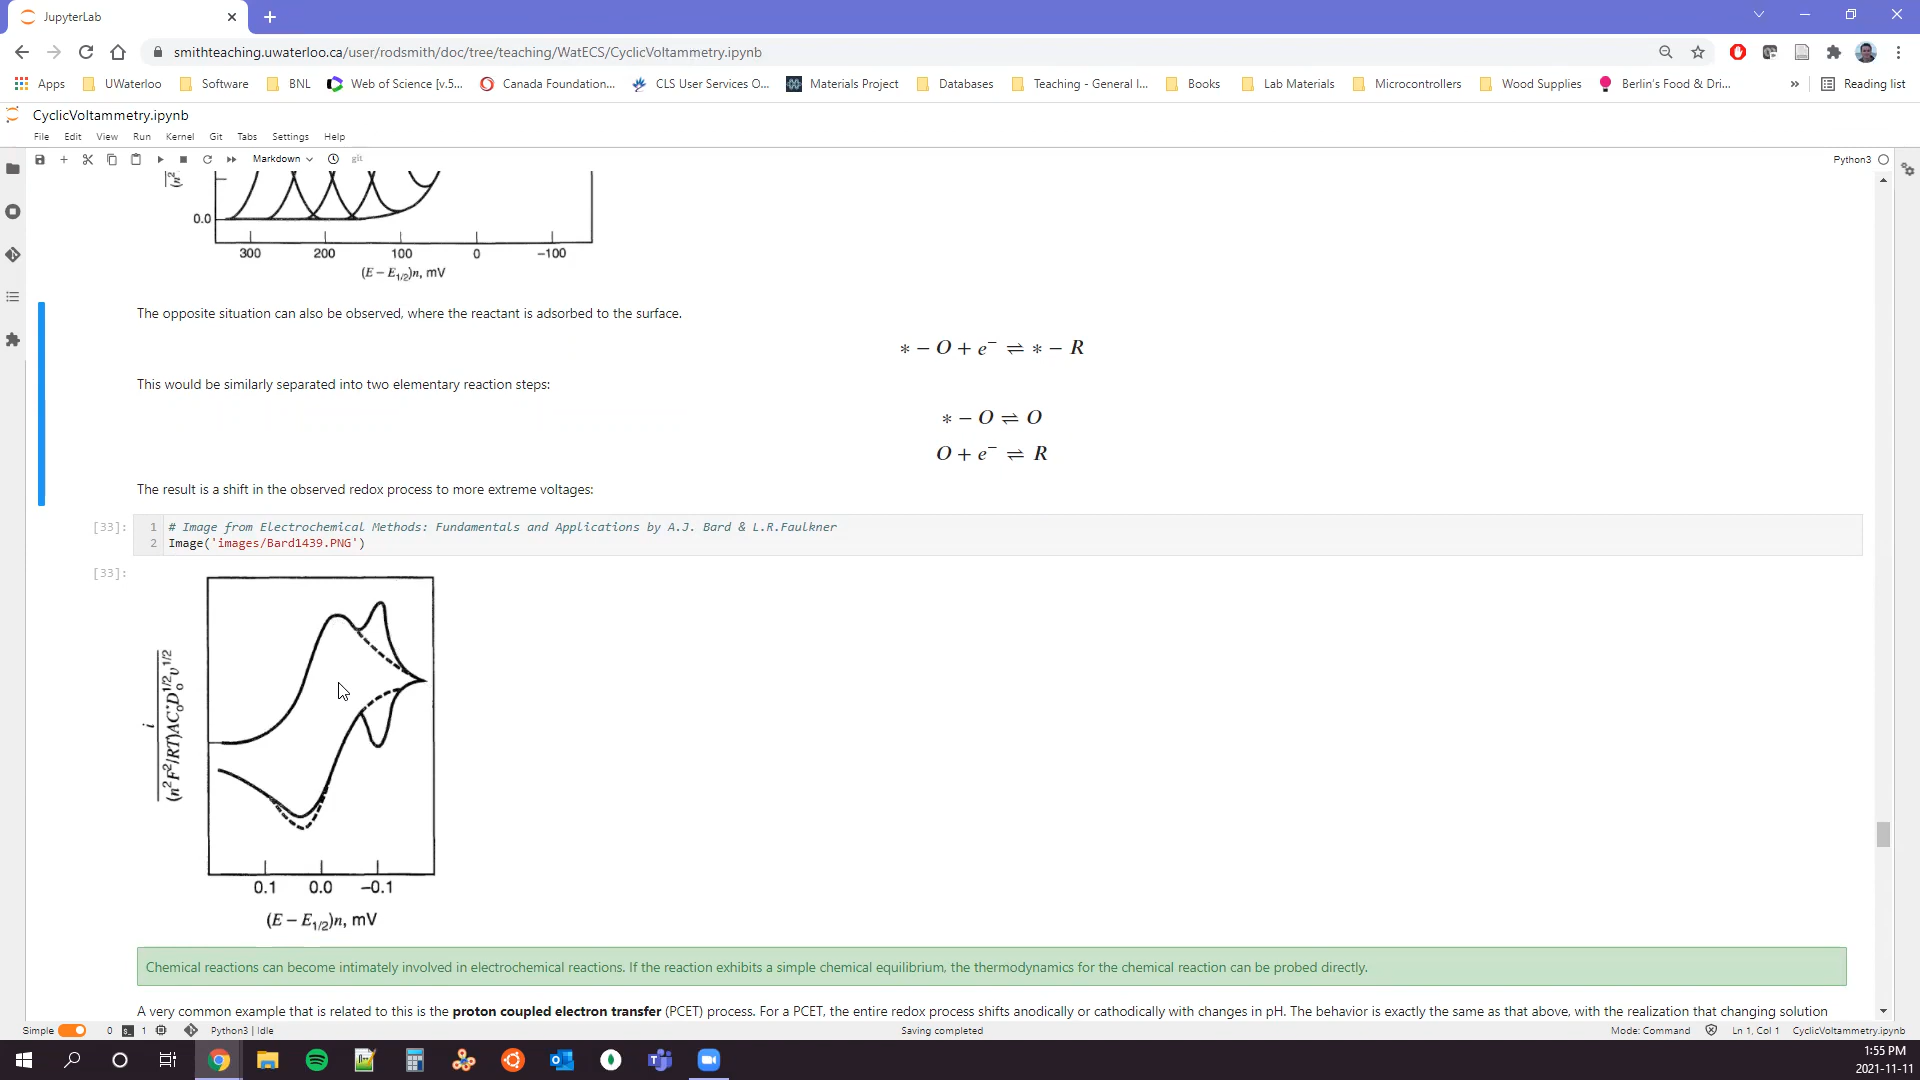 JupyterLab
smithteaching.uwaterloo.ca/user/rodsmith/doc/tree/teaching/WatECS/CyclicVoltammetry.ipynb
Apps UWaterloo Software BNL Web of Science [v.5... Canada Foundation... CLS User Services O... Materials Project Databases Teaching - General I... Books Lab Materials Microcontrollers Wood Supplies Berlin's Food & Dri... » Reading list
CyclicVoltammetry.ipynb
File Edit View Run Kernel Git Tabs Settings Help
Markdown git Python3
0.0
300 200 100 0 −100
(E − E1/2)n, mV
The opposite situation can also be observed, where the reactant is adsorbed to the surface.
∗ − O + e− ⇌ ∗ − R
This would be similarly separated into two elementary reaction steps:
∗ − O ⇌ O
O + e− ⇌ R
The result is a shift in the observed redox process to more extreme voltages:
[33]: 1 # Image from Electrochemical Methods: Fundamentals and Applications by A.J. Bard & L.R.Faulkner
2 Image('images/Bard1439.PNG')
[33]:
i
(n²F²/RT)AC*oDo1/2v1/2
0.1 0.0 −0.1
(E − E1/2)n, mV
Chemical reactions can become intimately involved in electrochemical reactions. If the reaction exhibits a simple chemical equilibrium, the thermodynamics for the chemical reaction can be probed directly.
A very common example that is related to this is the proton coupled electron transfer (PCET) process. For a PCET, the entire redox process shifts anodically or cathodically with changes in pH. The behavior is exactly the same as that above, with the realization that changing solution
Simple 0 1 Python3 | Idle Saving completed Mode: Command Ln 1, Col 1 CyclicVoltammetry.ipynb
1:55 PM
2021-11-11